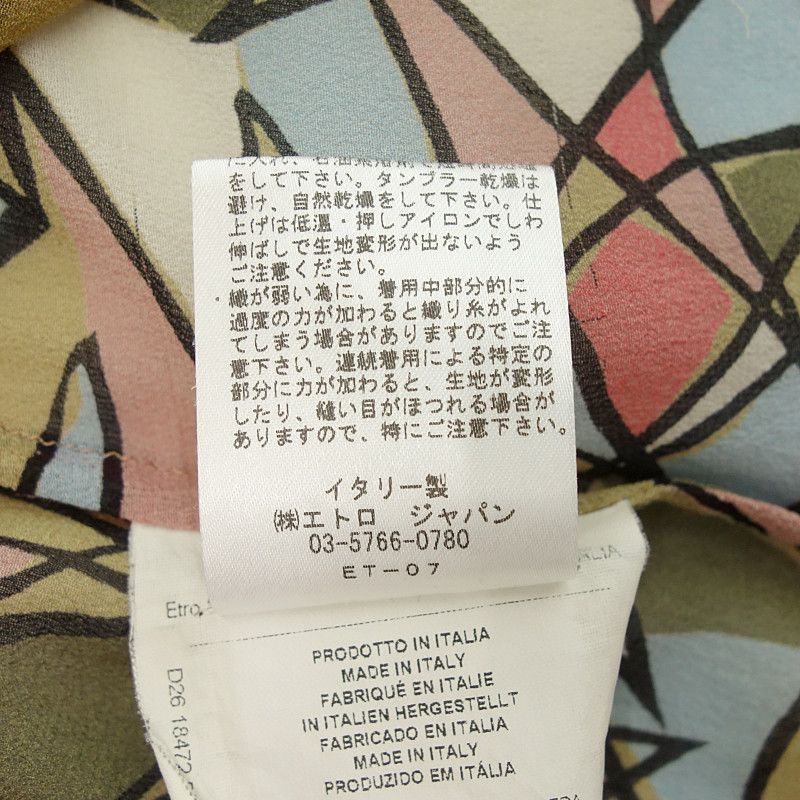 をして下さい。タンブラー乾燥は
避け、自然乾燥をして下さい。仕
上げは低温・押しアイロンでしわ
伸ばしで生地変形が出ないよう
ご注意ください。
・織が弱い為に、着用中部分的に
過度の力が加わると織り糸がよれ
てしまう場合がありますのでご注
意下さい。連続着用による特定の
部分に力が加わると、生地が変形
したり、縫い目がほつれる場合が
ありますので、特にご注意下さい。
イタリー製
㈱エトロ ジャパン
03-5766-0780
ET-07
Etro
PRODOTTO IN ITALIA
MADE IN ITALY
FABRIQUÉ EN ITALIE
IN ITALIEN HERGESTELLT
FABRICADO EN ITALIA
MADE IN ITALY
PRODUZIDO EM ITÁLIA
D26 18472